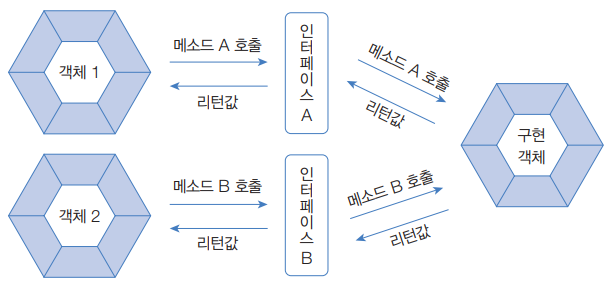 객체 1
메소드 A 호출
리턴값
인터페이스 A
메소드 A 호출
리턴값
구현
객체
객체 2
메소드 B 호출
리턴값
인터페이스 B
메소드 B 호출
리턴값